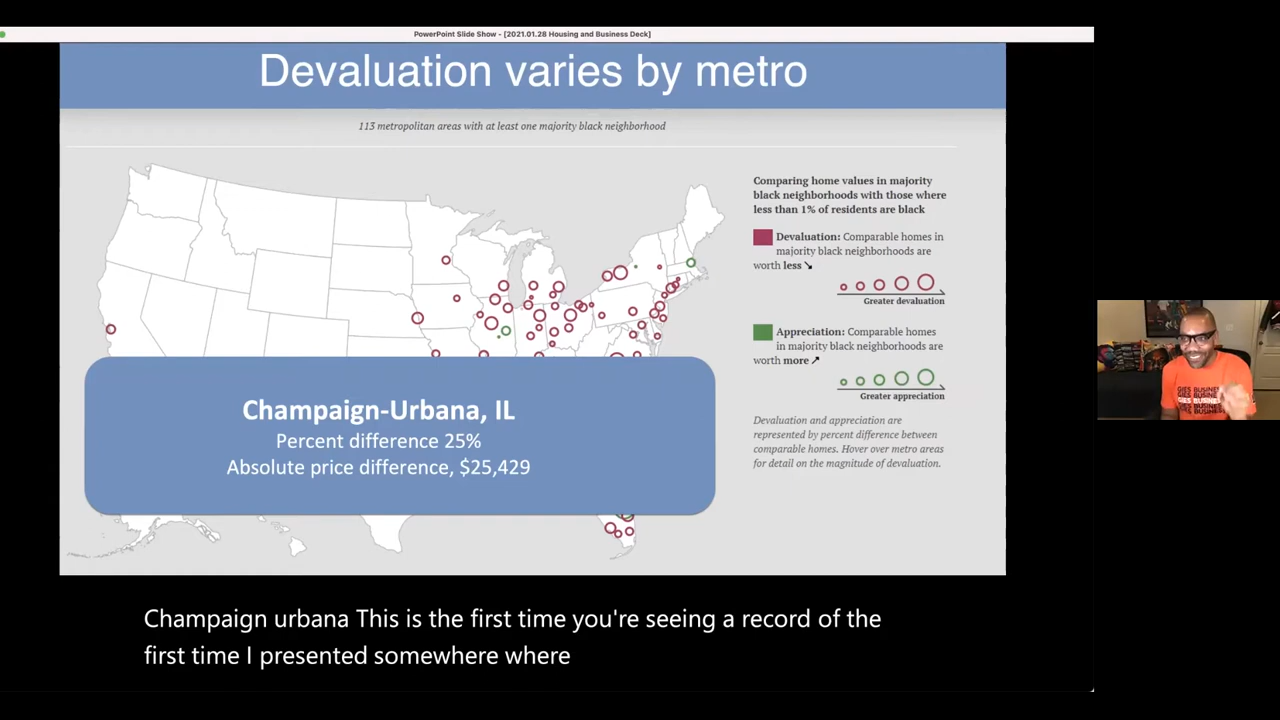 PowerPoint Slide Show - [2021.01.28 Housing and Business Deck]
Devaluation varies by metro
113 metropolitan areas with at least one majority black neighborhood
Comparing home values in majority
black neighborhoods with those where
less than 1% of residents are black
Devaluation: Comparable homes in
majority black neighborhoods are
worth less ↘
Greater devaluation
Appreciation: Comparable homes
in majority black neighborhoods are
worth more ↗
Greater appreciation
Devaluation and appreciation are
represented by percent difference between
comparable homes. Hover over metro areas
for detail on the magnitude of devaluation.
Champaign-Urbana, IL
Percent difference 25%
Absolute price difference, $25,429
Champaign urbana This is the first time you're seeing a record of the
first time I presented somewhere where
GIES BUSINE
GIES BUSINE
GIES BUSINE